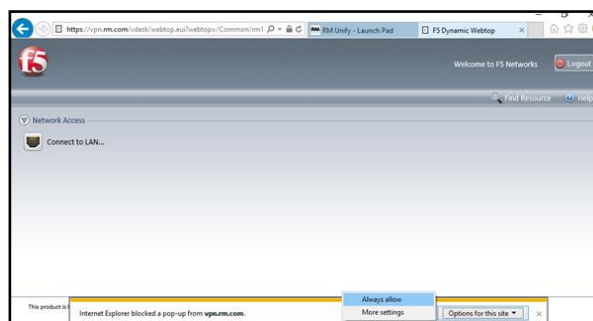 https://vpn.rm.com/vdesk/webtop.eui?webtop=/Common/rm1
RM RM Unify - Launch Pad
F5 Dynamic Webtop
f5
Welcome to F5 Networks
Logout
Find Resource
Help
Network Access
Connect to LAN...
Always allow
This product is
Internet Explorer blocked a pop-up from vpn.rm.com.
More settings
Options for this site